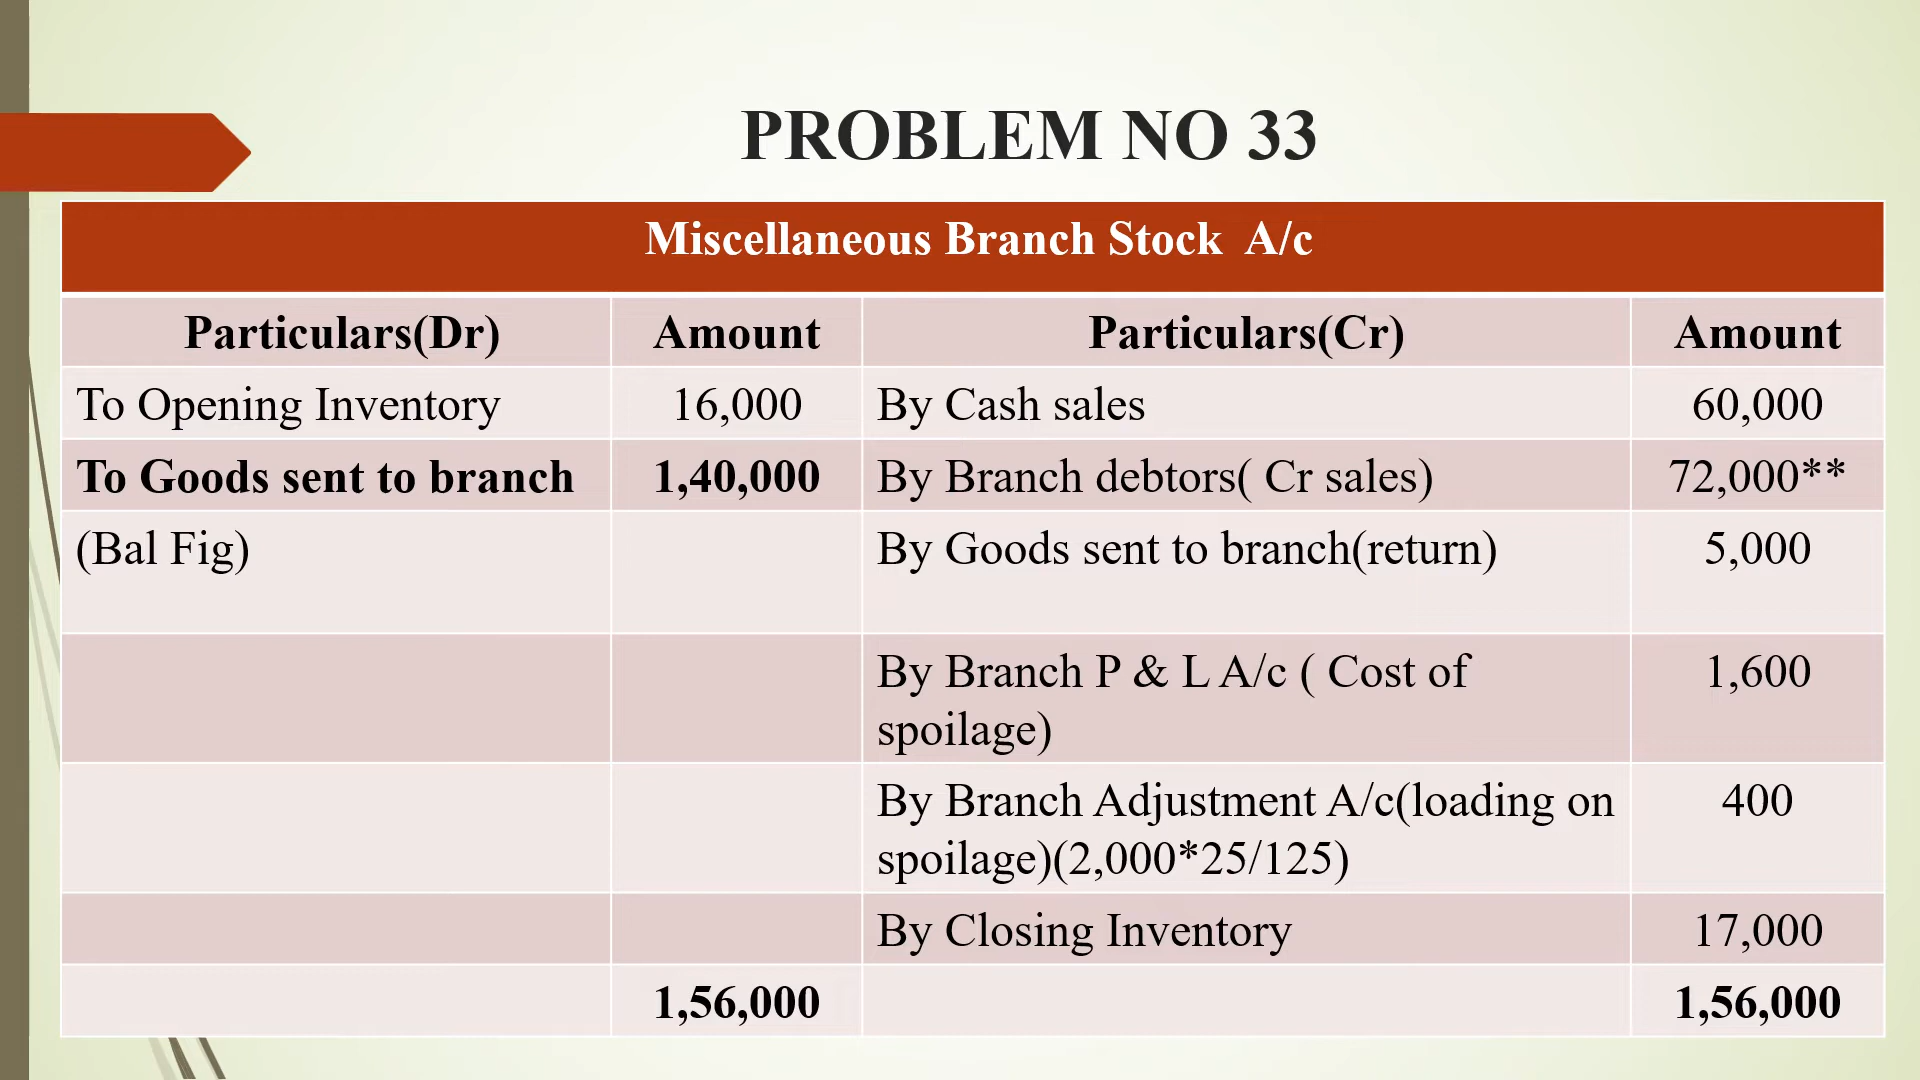 PROBLEM NO 33
Miscellaneous Branch Stock A/c
Particulars(Dr) Amount Particulars(Cr) Amount
To Opening Inventory 16,000 By Cash sales 60,000
To Goods sent to branch 1,40,000 By Branch debtors( Cr sales) 72,000**
(Bal Fig) By Goods sent to branch(return) 5,000
By Branch P & L A/c ( Cost of 1,600
spoilage)
By Branch Adjustment A/c(loading on 400
spoilage)(2,000*25/125)
By Closing Inventory 17,000
1,56,000 1,56,000